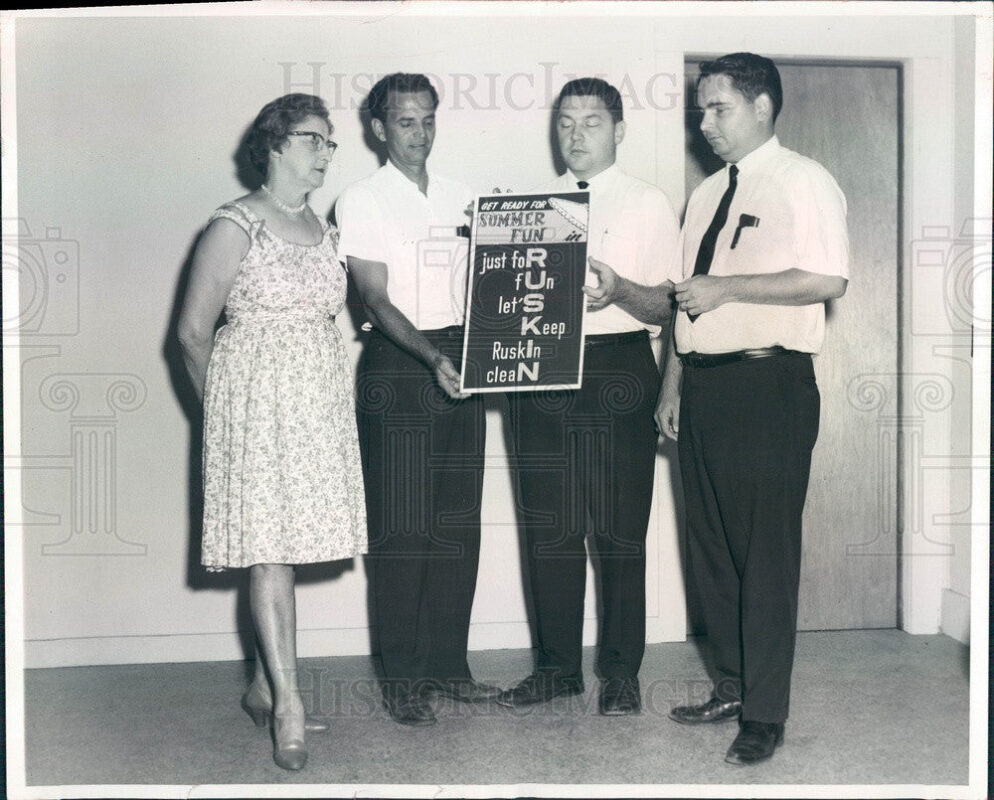 HISTORIC IMAGES
GET READY FOR
SUMMER
FUN in
just foR
fUn
let'S
Keep
RuskIn
cleaN
HISTORIC IMAGES